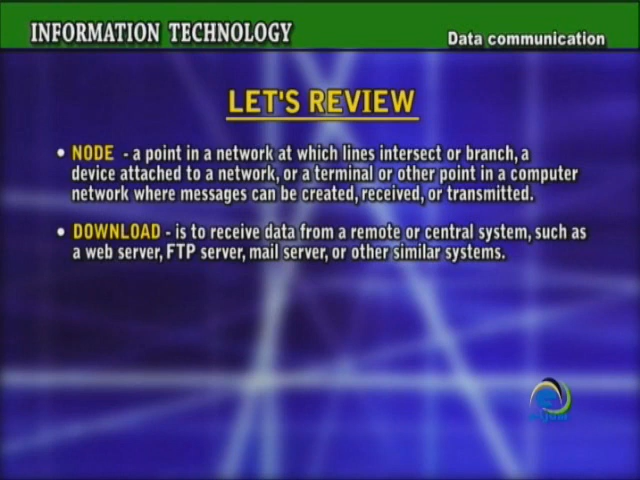 INFORMATION TECHNOLOGY
Data communication
LET'S REVIEW
• NODE - a point in a network at which lines intersect or branch, a
device attached to a network, or a terminal or other point in a computer
network where messages can be created, received, or transmitted.
• DOWNLOAD - is to receive data from a remote or central system, such as
a web server, FTP server, mail server, or other similar systems.